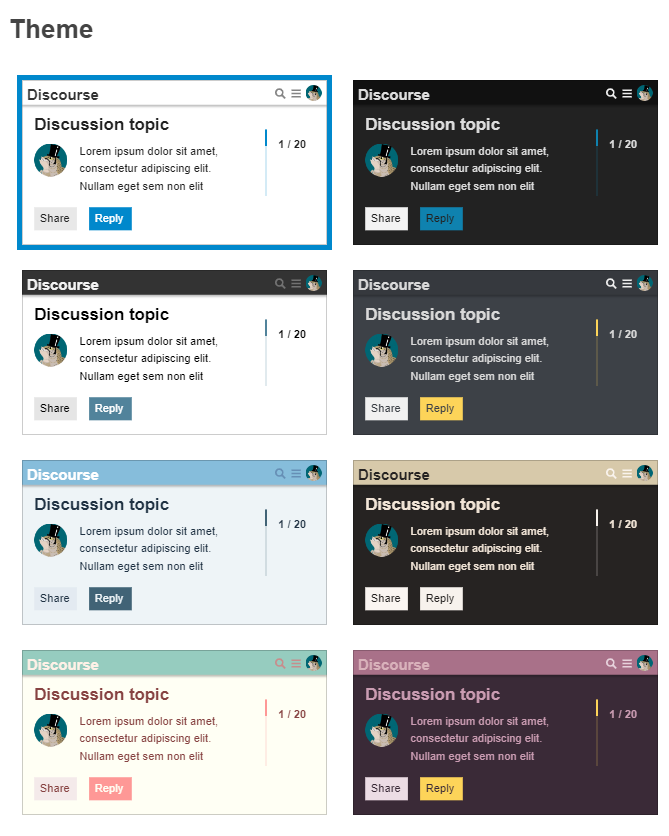 Theme
Discourse
Discussion topic
Lorem ipsum dolor sit amet,
consectetur adipiscing elit.
Nullam eget sem non elit
1 / 20
Share Reply
Discourse
Discussion topic
Lorem ipsum dolor sit amet,
consectetur adipiscing elit.
Nullam eget sem non elit
1 / 20
Share Reply
Discourse
Discussion topic
Lorem ipsum dolor sit amet,
consectetur adipiscing elit.
Nullam eget sem non elit
1 / 20
Share Reply
Discourse
Discussion topic
Lorem ipsum dolor sit amet,
consectetur adipiscing elit.
Nullam eget sem non elit
1 / 20
Share Reply
Discourse
Discussion topic
Lorem ipsum dolor sit amet,
consectetur adipiscing elit.
Nullam eget sem non elit
1 / 20
Share Reply
Discourse
Discussion topic
Lorem ipsum dolor sit amet,
consectetur adipiscing elit.
Nullam eget sem non elit
1 / 20
Share Reply
Discourse
Discussion topic
Lorem ipsum dolor sit amet,
consectetur adipiscing elit.
Nullam eget sem non elit
1 / 20
Share Reply
Discourse
Discussion topic
Lorem ipsum dolor sit amet,
consectetur adipiscing elit.
Nullam eget sem non elit
1 / 20
Share Reply